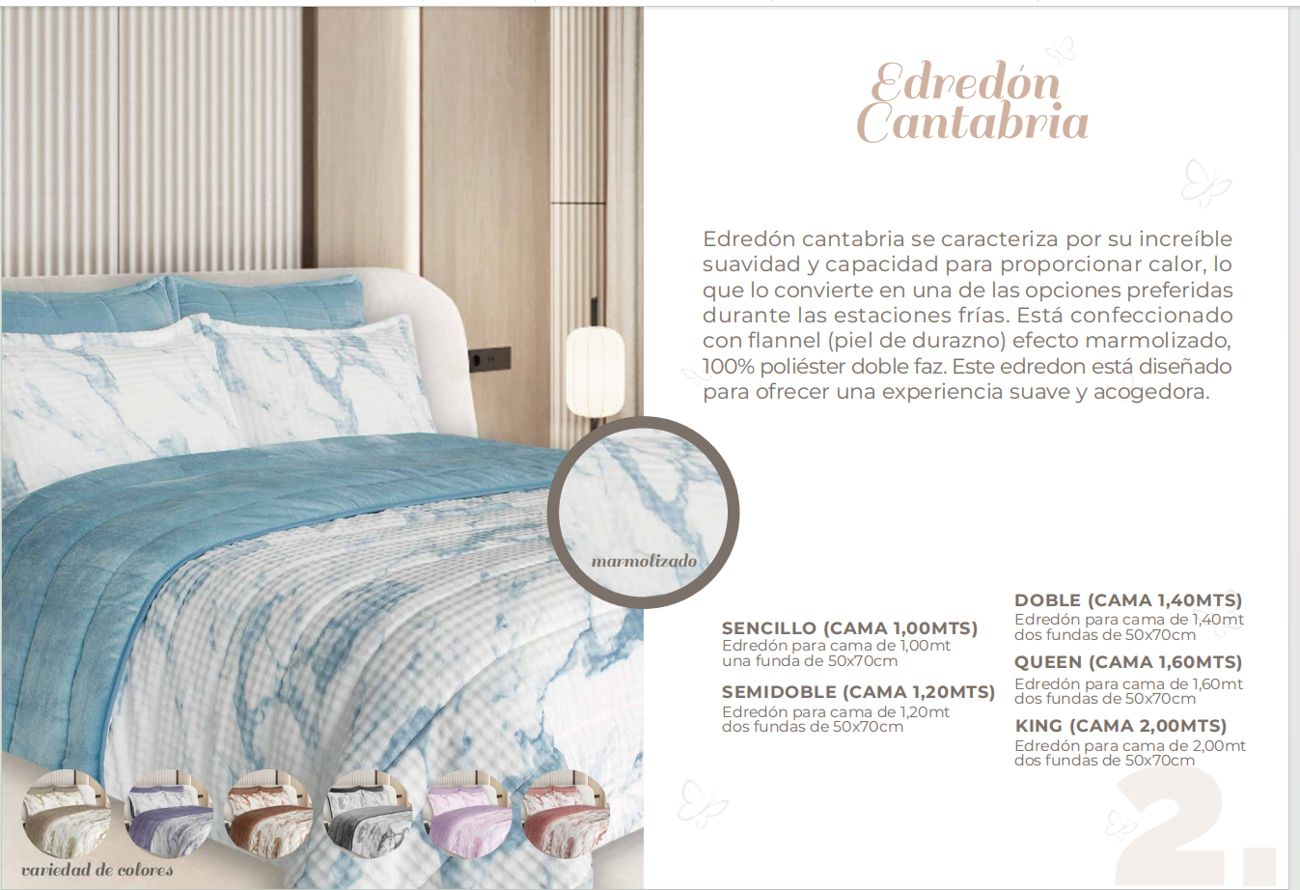 Edredón
Cantabria
Edredón cantabria se caracteriza por su increíble
suavidad y capacidad para proporcionar calor, lo
que lo convierte en una de las opciones preferidas
durante las estaciones frías. Está confeccionado
con flannel (piel de durazno) efecto marmolizado,
100% poliéster doble faz. Este edredon está diseñado
para ofrecer una experiencia suave y acogedora.
marmolizado
SENCILLO (CAMA 1,00MTS)
Edredón para cama de 1,00mt
una funda de 50x70cm
SEMIDOBLE (CAMA 1,20MTS)
Edredón para cama de 1,20mt
dos fundas de 50x70cm
DOBLE (CAMA 1,40MTS)
Edredón para cama de 1,40mt
dos fundas de 50x70cm
QUEEN (CAMA 1,60MTS)
Edredón para cama de 1,60mt
dos fundas de 50x70cm
KING (CAMA 2,00MTS)
Edredón para cama de 2,00mt
dos fundas de 50x70cm
variedad de colores
2.